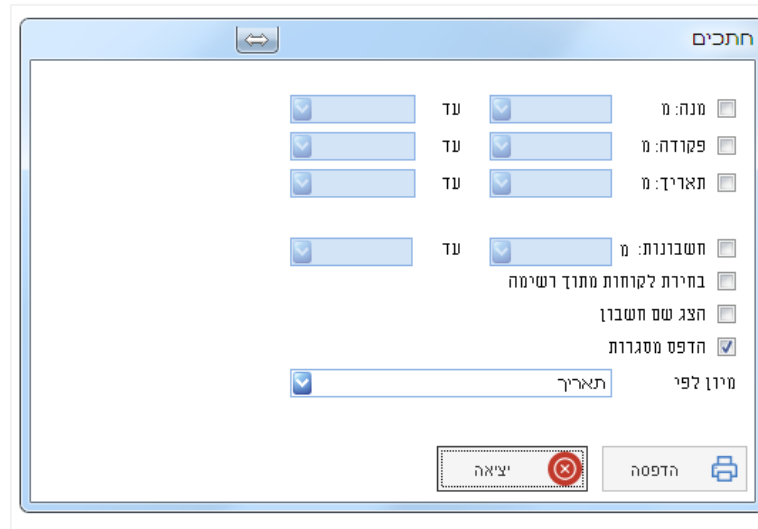 חתכים
מנה: מ עד
פקודה: מ עד
תאריך: מ עד
חשבונות: מ עד
בחירת לקוחות מתוך רשימה
הצג שם חשבון
הדפס מסגרות
מיון לפי תאריך
הדפסה יציאה